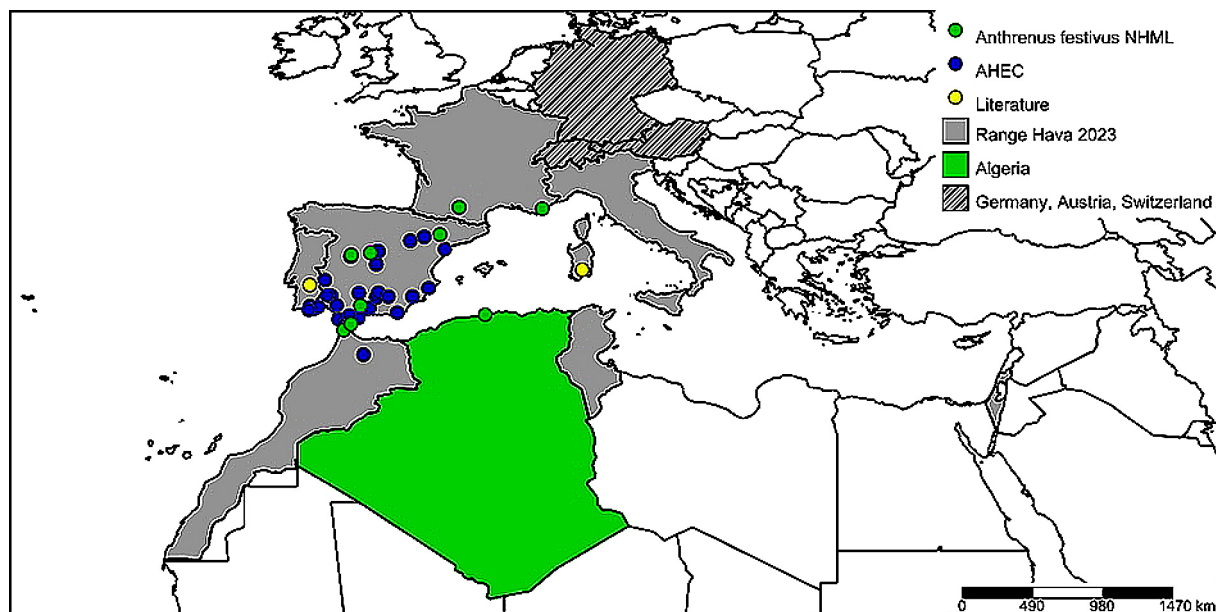 Anthrenus festivus NHML
AHEC
Literature
Range Hava 2023
Algeria
Germany, Austria, Switzerland
0 490 980 1470 km